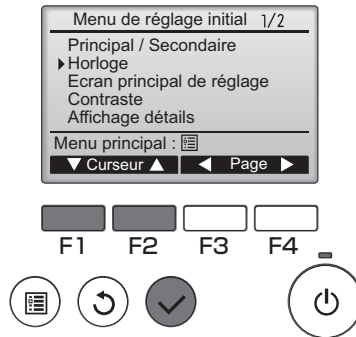 Menu de réglage initial 1/2
Principal / Secondaire
Horloge
Ecran principal de réglage
Contraste
Affichage détails
Menu principal :
▼ Curseur ▲ ◀ Page ▶
F1 F2 F3 F4